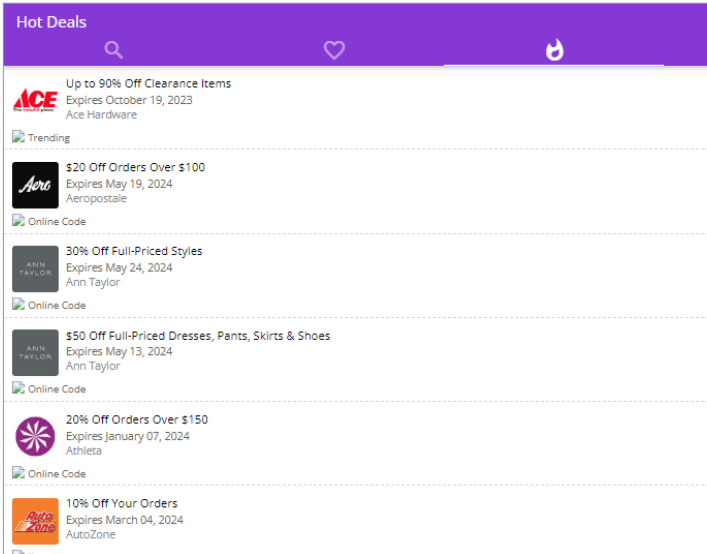 Hot Deals
ACE
The helpful place.
Up to 90% Off Clearance Items
Expires October 19, 2023
Ace Hardware
Trending
Aero
$20 Off Orders Over $100
Expires May 19, 2024
Aeropostale
Online Code
ANN
TAYLOR
30% Off Full-Priced Styles
Expires May 24, 2024
Ann Taylor
Online Code
ANN
TAYLOR
$50 Off Full-Priced Dresses, Pants, Skirts & Shoes
Expires May 13, 2024
Ann Taylor
Online Code
20% Off Orders Over $150
Expires January 07, 2024
Athleta
Online Code
Auto
Zone
10% Off Your Orders
Expires March 04, 2024
AutoZone